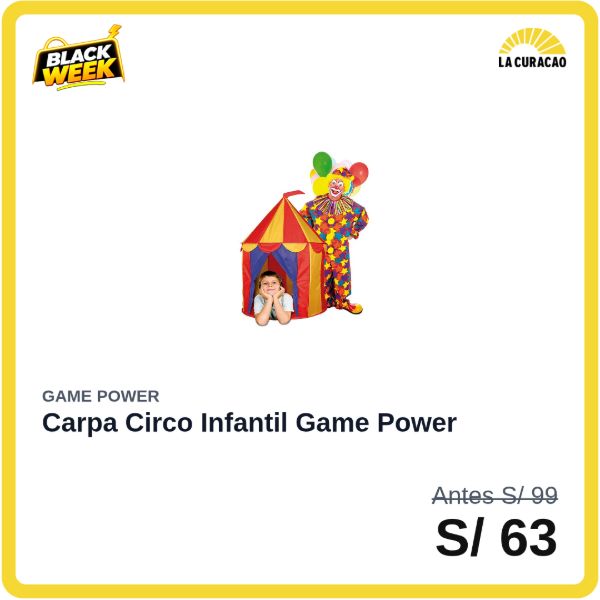 BLACK
WEEK
LA CURACAO
GAME POWER
Carpa Circo Infantil Game Power
Antes S/ 99
S/ 63